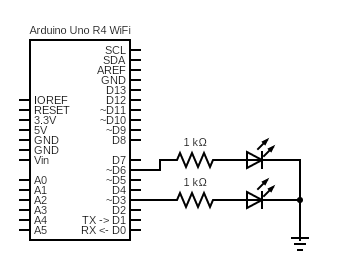 Arduino Uno R4 WiFi
SCL
SDA
AREF
GND
D13
IOREF D12
RESET ~D11
3.3V ~D10
5V ~D9
GND D8
GND
Vin D7
~D6
A0 ~D5
A1 D4
A2 ~D3
A3 D2
A4 TX -> D1
A5 RX <- D0
1 kΩ
1 kΩ